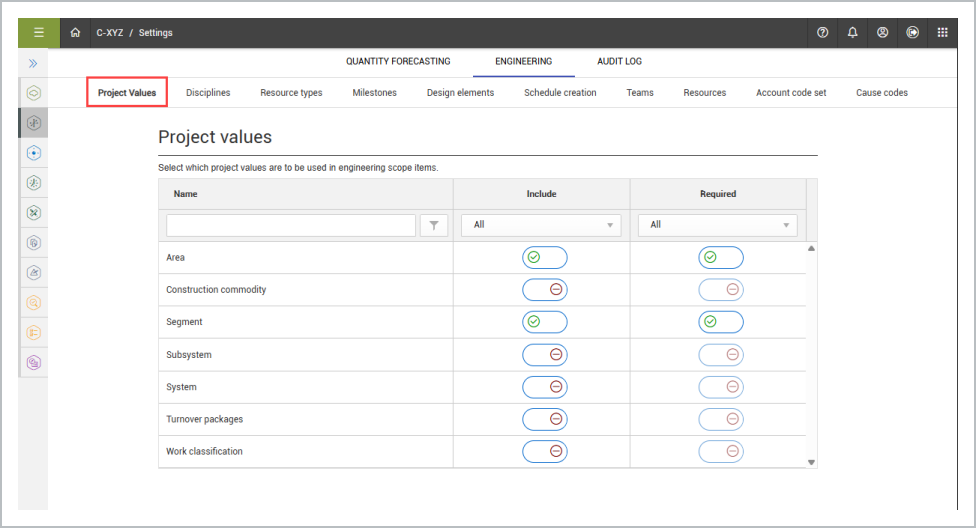 C-XYZ / Settings
QUANTITY FORECASTING ENGINEERING AUDIT LOG
Project Values Disciplines Resource types Milestones Design elements Schedule creation Teams Resources Account code set Cause codes
Project values
Select which project values are to be used in engineering scope items.
Name Include Required
All All
Area
Construction commodity
Segment
Subsystem
System
Turnover packages
Work classification